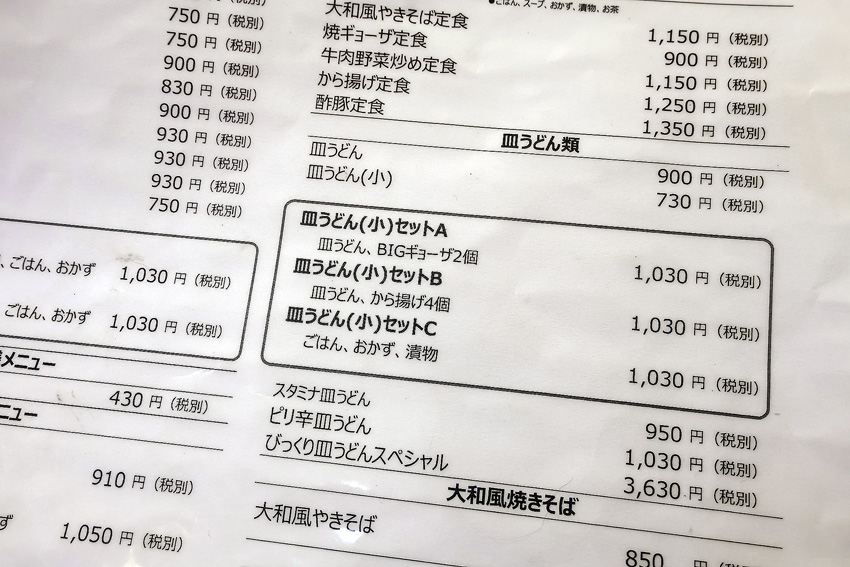 750 円（税別）
750 円（税別）
900 円（税別）
830 円（税別）
900 円（税別）
930 円（税別）
930 円（税別）
930 円（税別）
750 円（税別）
、ごはん、おかず 1,030 円（税別）
ごはん、おかず 1,030 円（税別）
メニュー
430 円（税別）
ニュー
910 円（税別）
1,050 円（税別）
●ごはん、スープ、おかず、漬物、お茶
大和風やきそば定食 1,150 円（税別）
焼ギョーザ定食 900 円（税別）
牛肉野菜炒め定食 1,150 円（税別）
から揚げ定食 1,250 円（税別）
酢豚定食 1,350 円（税別）
皿うどん類
皿うどん 900 円（税別）
皿うどん(小) 730 円（税別）
皿うどん(小)セットA
皿うどん、BIGギョーザ2個 1,030 円（税別）
皿うどん(小)セットB
皿うどん、から揚げ4個 1,030 円（税別）
皿うどん(小)セットC
ごはん、おかず、漬物 1,030 円（税別）
スタミナ皿うどん 950 円（税別）
ピリ辛皿うどん 1,030 円（税別）
びっくり皿うどんスペシャル 3,630 円（税別）
大和風焼きそば
大和風やきそば 850 円